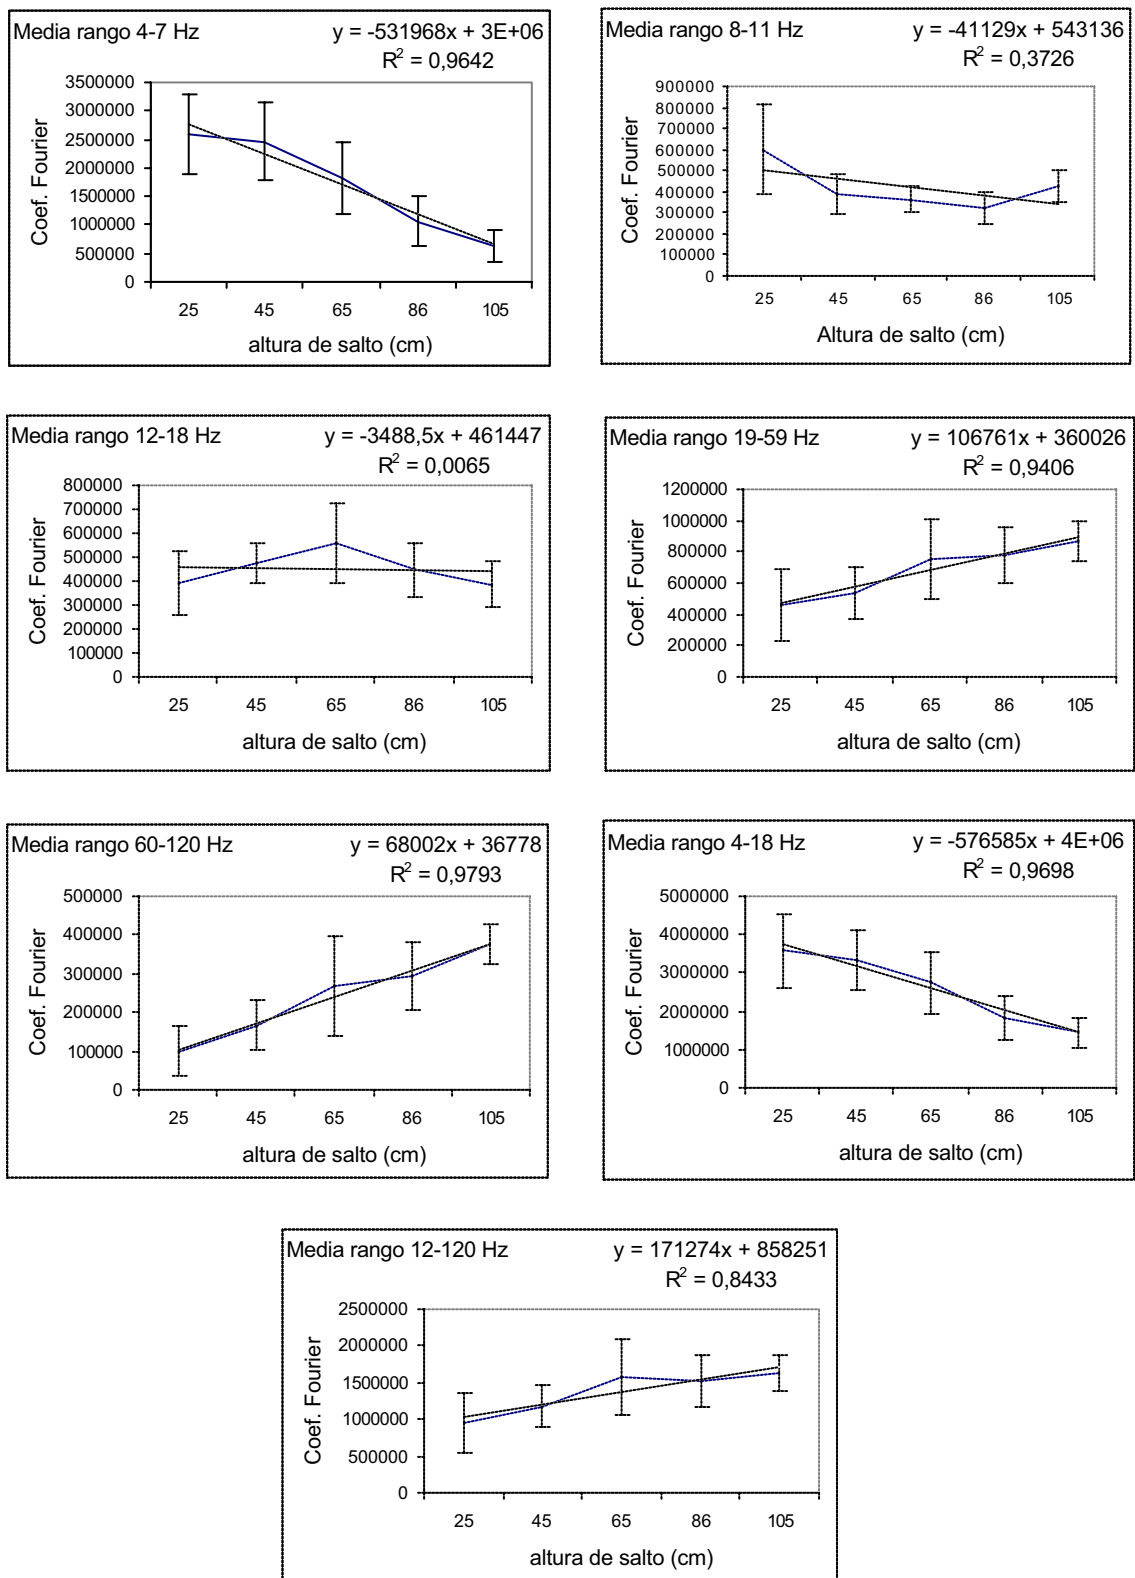 Media rango 4-7 Hz y = -531968x + 3E+06
R² = 0,9642
3500000
3000000
2500000
2000000
1500000
1000000
500000
0
Coef. Fourier
25 45 65 86 105
altura de salto (cm)
Media rango 8-11 Hz y = -41129x + 543136
R² = 0,3726
900000
800000
700000
600000
500000
400000
300000
200000
100000
0
Coef. Fourier
25 45 65 86 105
Altura de salto (cm)
Media rango 12-18 Hz y = -3488,5x + 461447
R² = 0,0065
800000
700000
600000
500000
400000
300000
200000
100000
0
Coef. Fourier
25 45 65 86 105
altura de salto (cm)
Media rango 19-59 Hz y = 106761x + 360026
R² = 0,9406
1200000
1000000
800000
600000
400000
200000
0
Coef. Fourier
25 45 65 86 105
altura de salto (cm)
Media rango 60-120 Hz y = 68002x + 36778
R² = 0,9793
500000
400000
300000
200000
100000
0
Coef. Fourier
25 45 65 86 105
altura de salto (cm)
Media rango 4-18 Hz y = -576585x + 4E+06
R² = 0,9698
5000000
4000000
3000000
2000000
1000000
0
Coef. Fourier
25 45 65 86 105
altura de salto (cm)
Media rango 12-120 Hz y = 171274x + 858251
R² = 0,8433
2500000
2000000
1500000
1000000
500000
0
Coef. Fourier
25 45 65 86 105
altura de salto (cm)